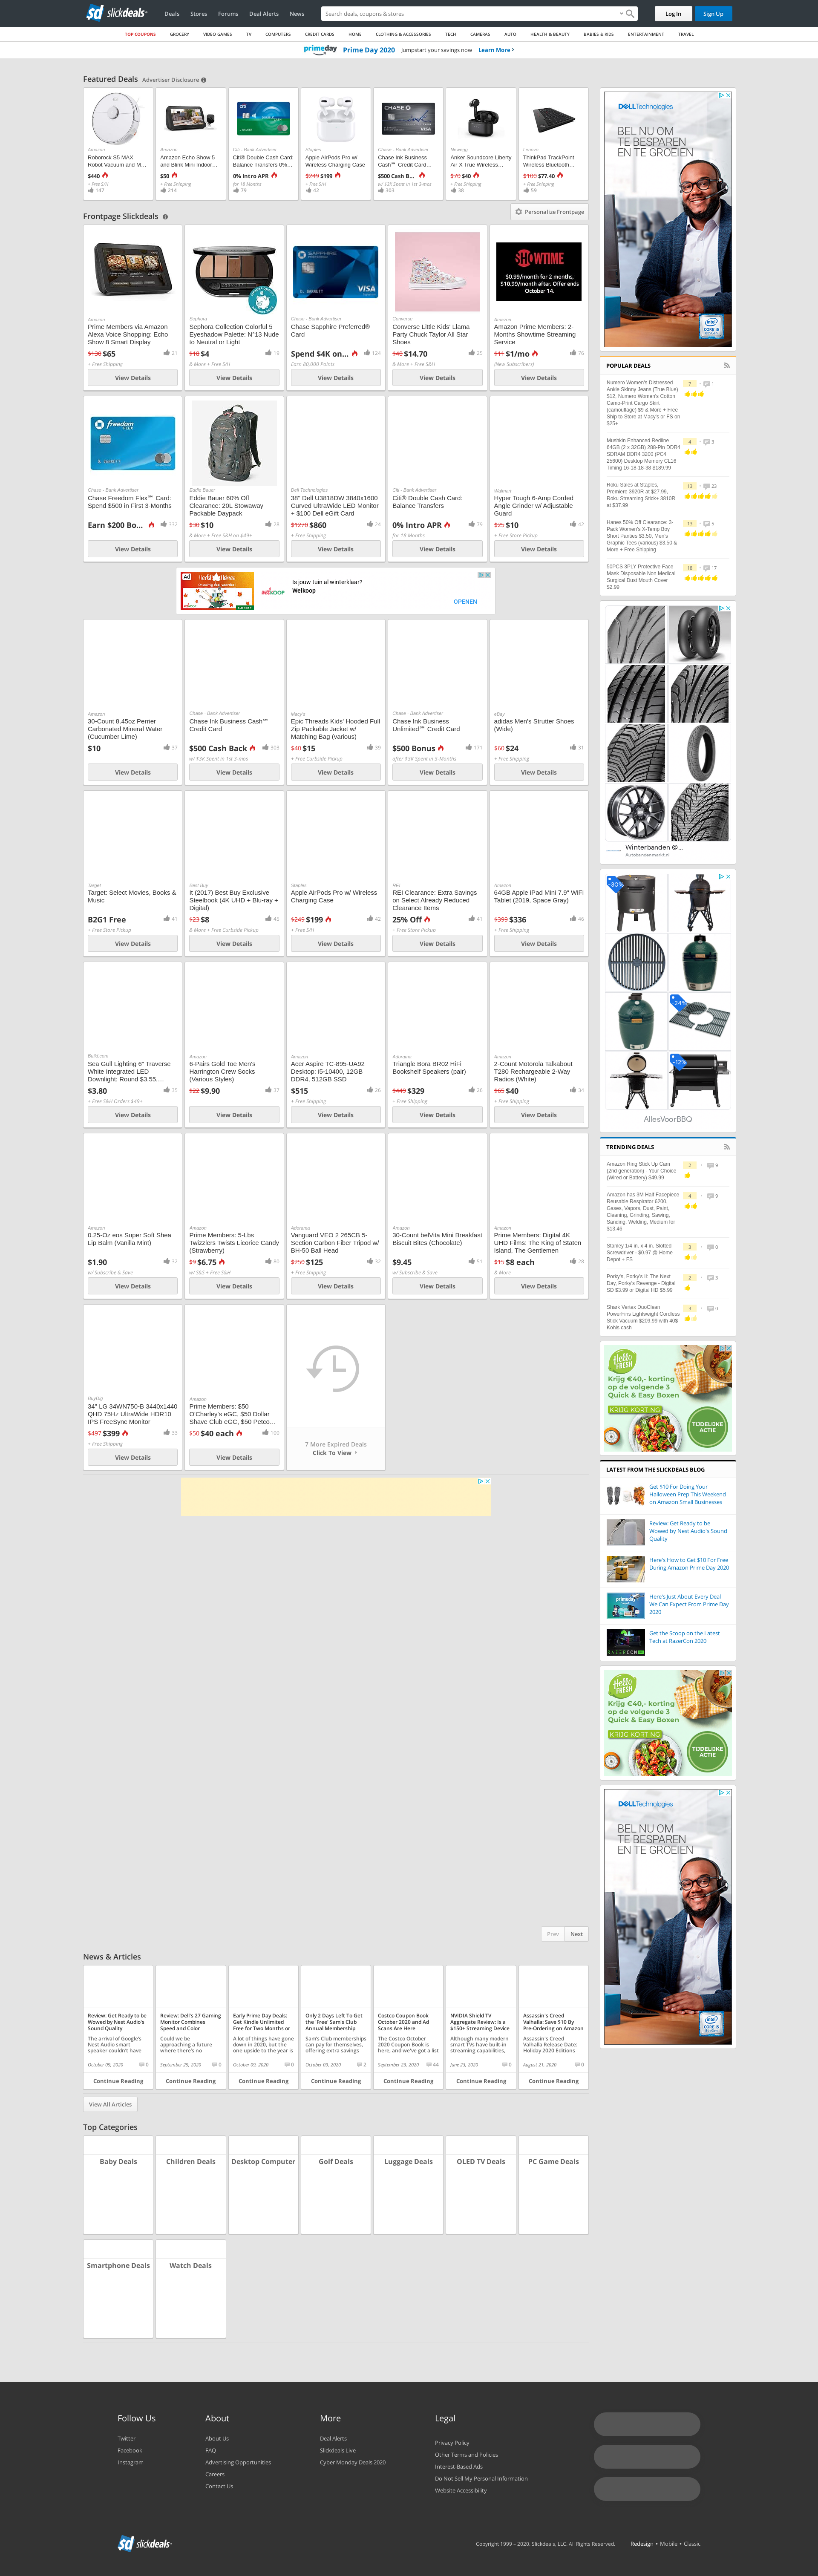 slickdeals
Deals Stores Forums Deal Alerts News
Search deals, coupons & stores
Log In Sign Up
TOP COUPONS GROCERY VIDEO GAMES TV COMPUTERS CREDIT CARDS HOME CLOTHING & ACCESSORIES TECH CAMERAS AUTO HEALTH & BEAUTY BABIES & KIDS ENTERTAINMENT TRAVEL
primeday Prime Day 2020 Jumpstart your savings now Learn More
Featured Deals Advertiser Disclosure
Amazon
Roborock S5 MAX
Robot Vacuum and M...
$440
+ Free S/H
147
Amazon
Amazon Echo Show 5
and Blink Mini Indoor...
$50
+ Free Shipping
214
Citi - Bank Advertiser
Citi® Double Cash Card:
Balance Transfers 0%...
0% Intro APR
for 18 Months
79
Staples
Apple AirPods Pro w/
Wireless Charging Case
$249 $199
+ Free S/H
42
Chase - Bank Advertiser
Chase Ink Business
Cash℠ Credit Card...
$500 Cash B...
w/ $3K Spent in 1st 3-mos
303
Newegg
Anker Soundcore Liberty
Air X True Wireless...
$70 $40
+ Free Shipping
38
Lenovo
ThinkPad TrackPoint
Wireless Bluetooth...
$100 $77.40
+ Free Shipping
59
Frontpage Slickdeals
Personalize Frontpage
Amazon
Prime Members via Amazon
Alexa Voice Shopping: Echo
Show 8 Smart Display
$130 $65
21
+ Free Shipping
View Details
Sephora
Sephora Collection Colorful 5
Eyeshadow Palette: N°13 Nude
to Neutral or Light
$18 $4
19
& More + Free S/H
View Details
Chase - Bank Advertiser
Chase Sapphire Preferred®
Card
Spend $4K on...
124
Earn 60,000 Points
View Details
Converse
Converse Little Kids' Llama
Party Chuck Taylor All Star
Shoes
$40 $14.70
23
& More + Free S&H
View Details
SHOWTIME
$0.99/month for 2 months,
$10.99/month after. Offer ends
October 14.
Amazon
Amazon Prime Members: 2-
Months Showtime Streaming
Service
$11 $1/mo
76
(New Subscribers)
View Details
Chase - Bank Advertiser
Chase Freedom Flex℠ Card:
Spend $500 in First 3-Months
Earn $200 Bo...
332
View Details
Eddie Bauer
Eddie Bauer 60% Off
Clearance: 20L Stowaway
Packable Daypack
$30 $10
28
& More + Free S&H on $49+
View Details
Dell Technologies
38" Dell U3818DW 3840x1600
Curved UltraWide LED Monitor
+ $100 Dell eGift Card
$1270 $860
24
+ Free Shipping
View Details
Citi - Bank Advertiser
Citi® Double Cash Card:
Balance Transfers
0% Intro APR
79
for 18 Months
View Details
Walmart
Hyper Tough 6-Amp Corded
Angle Grinder w/ Adjustable
Guard
$25 $10
42
+ Free Store Pickup
View Details
Ad
Is jouw tuin al winterklaar?
Welkoop
OPENEN
Amazon
30-Count 8.45oz Perrier
Carbonated Mineral Water
(Cucumber Lime)
$10
37
View Details
Chase - Bank Advertiser
Chase Ink Business Cash℠
Credit Card
$500 Cash Back
303
w/ $3K Spent in 1st 3-mos
View Details
Macy's
Epic Threads Kids' Hooded Full
Zip Packable Jacket w/
Matching Bag (various)
$40 $15
39
+ Free Curbside Pickup
View Details
Chase - Bank Advertiser
Chase Ink Business
Unlimited℠ Credit Card
$500 Bonus
171
after $3K Spent in 3-Months
View Details
eBay
adidas Men's Strutter Shoes
(Wide)
$60 $24
31
+ Free Shipping
View Details
Target
Target: Select Movies, Books &
Music
B2G1 Free
41
+ Free Store Pickup
View Details
Best Buy
It (2017) Best Buy Exclusive
Steelbook (4K UHD + Blu-ray +
Digital)
$23 $8
45
& More + Free Curbside Pickup
View Details
Staples
Apple AirPods Pro w/ Wireless
Charging Case
$249 $199
42
+ Free S/H
View Details
REI
REI Clearance: Extra Savings
on Select Already Reduced
Clearance Items
25% Off
41
+ Free Store Pickup
View Details
Amazon
64GB Apple iPad Mini 7.9" WiFi
Tablet (2019, Space Gray)
$399 $336
46
+ Free Shipping
View Details
Build.com
Sea Gull Lighting 6" Traverse
White Integrated LED
Downlight: Round $3.55,...
$3.80
35
+ Free S&H Orders $49+
View Details
Amazon
6-Pairs Gold Toe Men's
Harrington Crew Socks
(Various Styles)
$22 $9.90
37
View Details
Amazon
Acer Aspire TC-895-UA92
Desktop: i5-10400, 12GB
DDR4, 512GB SSD
$515
26
+ Free Shipping
View Details
Adorama
Triangle Bora BR02 HiFi
Bookshelf Speakers (pair)
$449 $329
26
+ Free Shipping
View Details
Amazon
2-Count Motorola Talkabout
T280 Rechargeable 2-Way
Radios (White)
$65 $40
34
+ Free Shipping
View Details
Amazon
0.25-Oz eos Super Soft Shea
Lip Balm (Vanilla Mint)
$1.90
32
w/ Subscribe & Save
View Details
Amazon
Prime Members: 5-Lbs
Twizzlers Twists Licorice Candy
(Strawberry)
$9 $6.75
80
w/ S&S + Free S&H
View Details
Adorama
Vanguard VEO 2 265CB 5-
Section Carbon Fiber Tripod w/
BH-50 Ball Head
$250 $125
32
+ Free Shipping
View Details
Amazon
30-Count belVita Mini Breakfast
Biscuit Bites (Chocolate)
$9.45
51
w/ Subscribe & Save
View Details
Amazon
Prime Members: Digital 4K
UHD Films: The King of Staten
Island, The Gentlemen
$15 $8 each
28
& More
View Details
BuyDig
34" LG 34WN750-B 3440x1440
QHD 75Hz UltraWide HDR10
IPS FreeSync Monitor
$497 $399
33
+ Free Shipping
View Details
Amazon
Prime Members: $50
O'Charley's eGC, $50 Dollar
Shave Club eGC, $50 Petco...
$50 $40 each
100
View Details
7 More Expired Deals
Click To View
Prev Next
DELLTechnologies
BEL NU OM
TE BESPAREN
EN TE GROEIEN
POPULAR DEALS
Numero Women's Distressed
Ankle Skinny Jeans (True Blue)
$12, Numero Women's Cotton
Camo-Print Cargo Skirt
(camouflage) $9 & More + Free
Ship to Store at Macy's or FS on
$25+
7 1
Mushkin Enhanced Redline
64GB (2 x 32GB) 288-Pin DDR4
SDRAM DDR4 3200 (PC4
25600) Desktop Memory CL16
Timing 16-18-18-38 $189.99
4 3
Roku Sales at Staples,
Premiere 3920R at $27.99,
Roku Streaming Stick+ 3810R
at $37.99
13 23
Hanes 50% Off Clearance: 3-
Pack Women's X-Temp Boy
Short Panties $3.50, Men's
Graphic Tees (various) $3.50 &
More + Free Shipping
13 5
50PCS 3PLY Protective Face
Mask Disposable Non Medical
Surgical Dust Mouth Cover
$2.99
18 17
Winterbanden @...
Autobandenmarkt.nl
-30%
-24%
-12%
AllesVoorBBQ
TRENDING DEALS
Amazon Ring Stick Up Cam
(2nd generation) - Your Choice
(Wired or Battery) $49.99
2 9
Amazon has 3M Half Facepiece
Reusable Respirator 6200,
Gases, Vapors, Dust, Paint,
Cleaning, Grinding, Sawing,
Sanding, Welding, Medium for
$13.46
4 9
Stanley 1/4 in. x 4 in. Slotted
Screwdriver - $0.97 @ Home
Depot + FS
3 0
Porky's, Porky's II: The Next
Day, Porky's Revenge - Digital
SD $3.99 or Digital HD $5.99
2 3
Shark Vertex DuoClean
PowerFins Lightweight Cordless
Stick Vacuum $209.99 with 40$
Kohls cash
3 6
HELLO FRESH
Krijg €40,- korting
op de volgende 3
Quick & Easy Boxen
KRIJG KORTING
TIJDELIJKE
ACTIE
LATEST FROM THE SLICKDEALS BLOG
Get $10 For Doing Your
Halloween Prep This Weekend
on Amazon Small Businesses
Review: Get Ready to be
Wowed by Nest Audio's Sound
Quality
Here's How to Get $10 For Free
During Amazon Prime Day 2020
Here's Just About Every Deal
We Can Expect From Prime Day
2020
Get the Scoop on the Latest
Tech at RazerCon 2020
HELLO FRESH
Krijg €40,- korting
op de volgende 3
Quick & Easy Boxen
KRIJG KORTING
TIJDELIJKE
ACTIE
DELLTechnologies
BEL NU OM
TE BESPAREN
EN TE GROEIEN
News & Articles
Review: Get Ready to be
Wowed by Nest Audio's
Sound Quality
The arrival of Google's
Nest Audio smart
speaker couldn't have
October 09, 2020 0
Continue Reading
Review: Dell's 27 Gaming
Monitor Combines
Speed and Color
Could we be
approaching a future
where there's no
September 29, 2020 0
Continue Reading
Early Prime Day Deals:
Get Kindle Unlimited
Free for Two Months or
A lot of things have gone
down in 2020, but the
one upside to the year is
October 09, 2020 0
Continue Reading
Only 2 Days Left To Get
the 'Free' Sam's Club
Annual Membership
Sam's Club memberships
can pay for themselves,
offering extra savings
October 09, 2020 2
Continue Reading
Costco Coupon Book
October 2020 and Ad
Scans Are Here
The Costco October
2020 Coupon Book is
here, and we've got a list
September 23, 2020 44
Continue Reading
NVIDIA Shield TV
Aggregate Review: Is a
$150+ Streaming Device
Although many modern
smart TVs have built-in
streaming capabilities,
June 23, 2020 0
Continue Reading
Assassin's Creed
Valhalla: Save $10 By
Pre-Ordering on Amazon
Assassin's Creed
Valhalla Release Date:
Holiday 2020 Editions
August 21, 2020 0
Continue Reading
View All Articles
Top Categories
Baby Deals
Children Deals
Desktop Computer
Golf Deals
Luggage Deals
OLED TV Deals
PC Game Deals
Smartphone Deals
Watch Deals
Follow Us
Twitter
Facebook
Instagram
About
About Us
FAQ
Advertising Opportunities
Careers
Contact Us
More
Deal Alerts
Slickdeals Live
Cyber Monday Deals 2020
Legal
Privacy Policy
Other Terms and Policies
Interest-Based Ads
Do Not Sell My Personal Information
Website Accessibility
slickdeals
Copyright 1999 - 2020. Slickdeals, LLC. All Rights Reserved. Redesign • Mobile • Classic